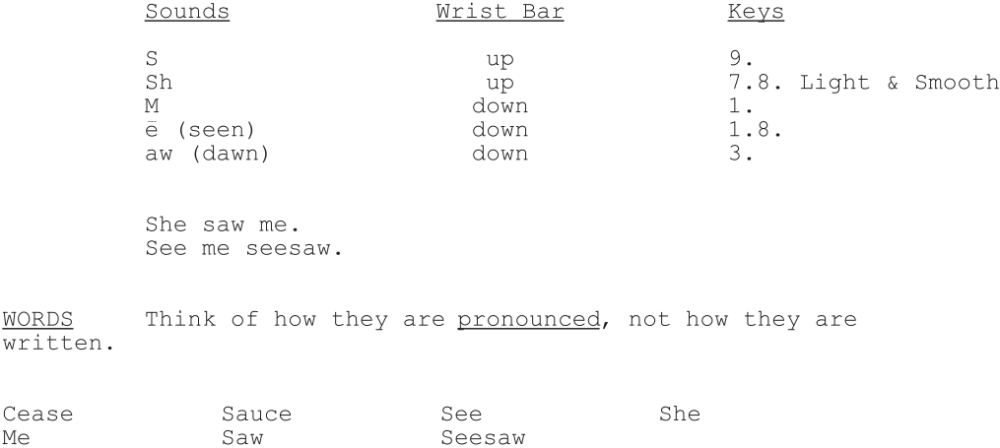 Sounds Wrist Bar Keys
S up 9.
Sh up 7.8. Light & Smooth
M down 1.
ē (seen) down 1.8.
aw (dawn) down 3.
She saw me.
See me seesaw.
WORDS Think of how they are pronounced, not how they are
written.
Cease Sauce See She
Me Saw Seesaw